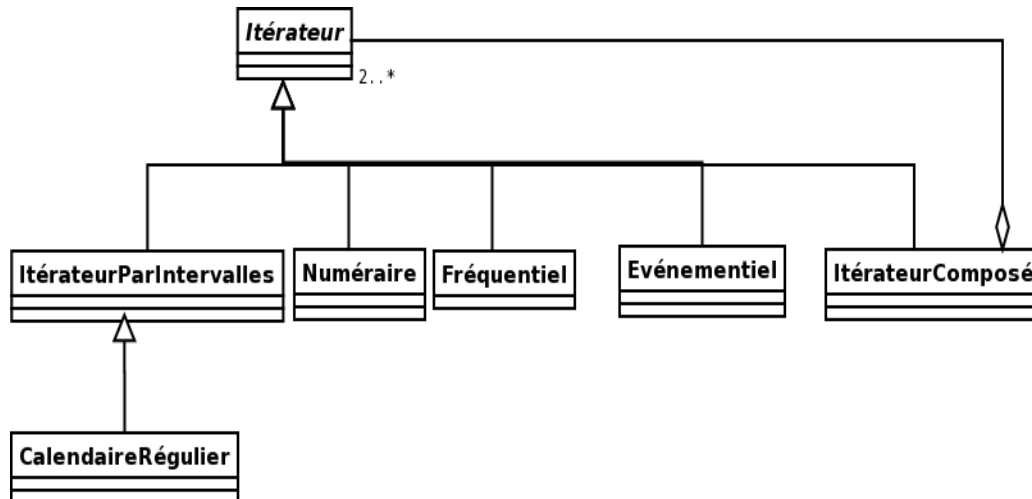 Itérateur
2..*
ItérateurParIntervalles
Numéraire
Fréquentiel
Evénementiel
ItérateurComposé
CalendaireRégulier